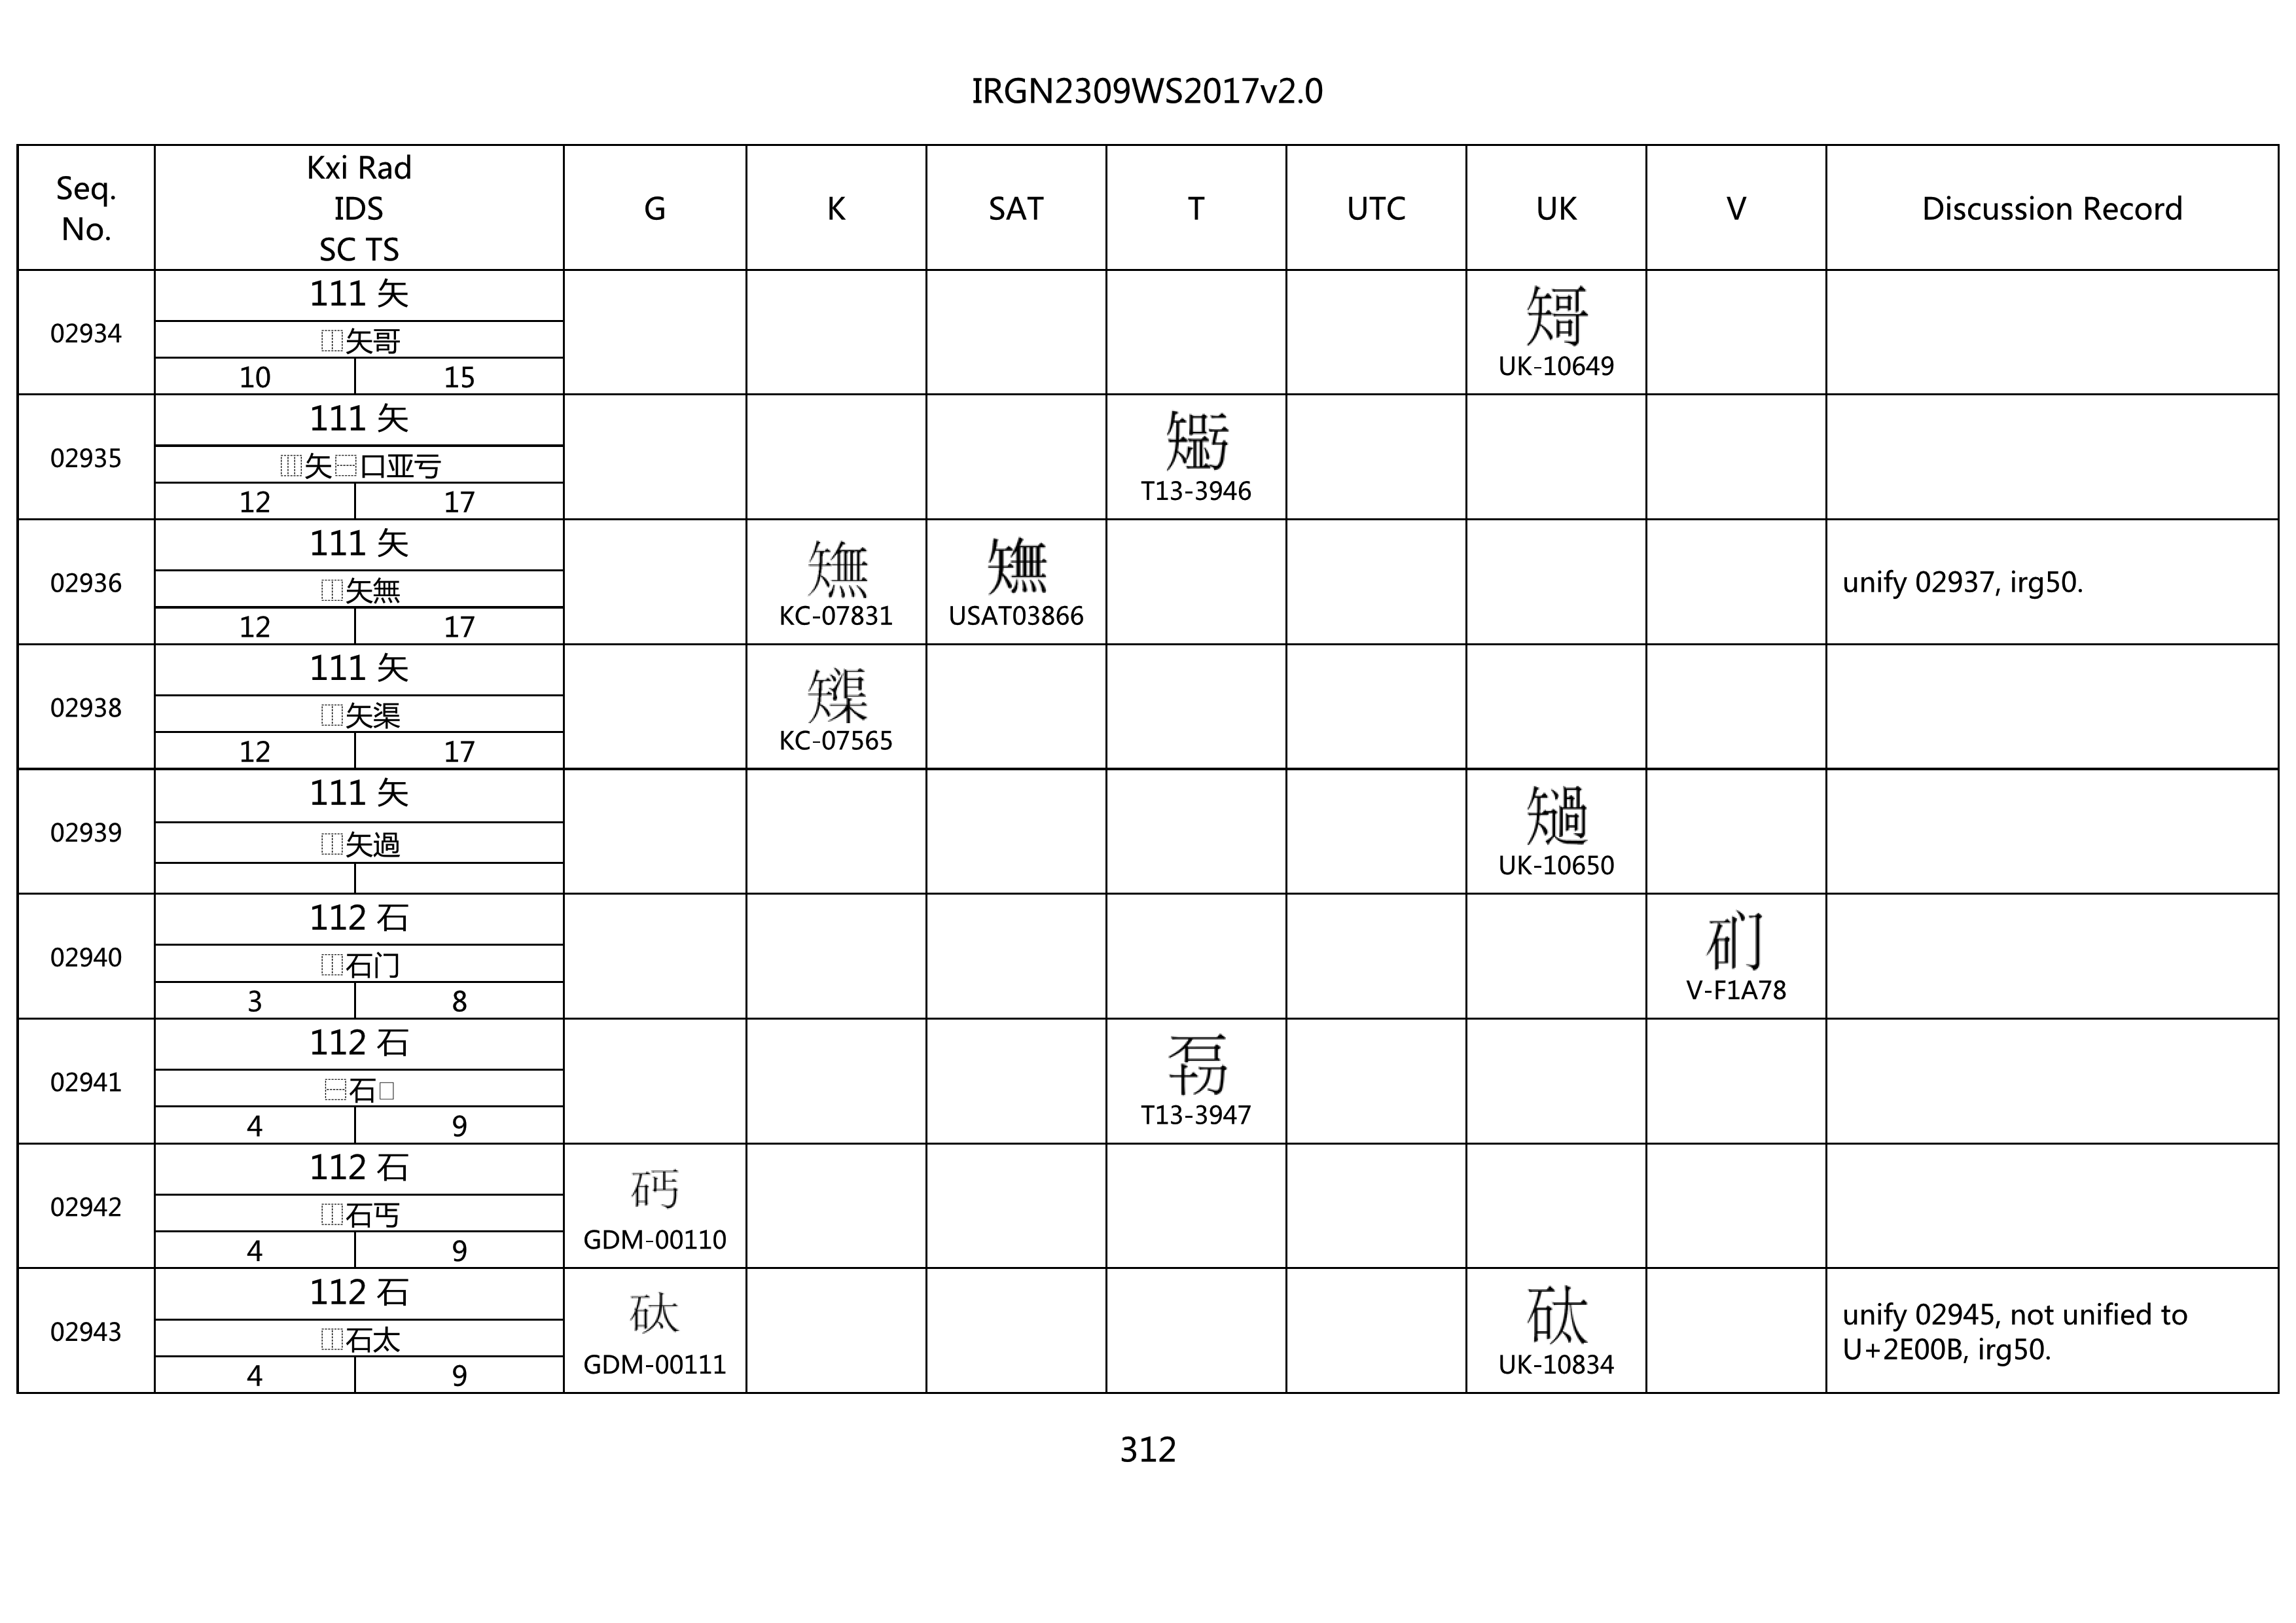 IRGN2309WS2017v2.0
Seq. No. Kxi Rad IDS SC TS G K SAT T UTC UK V Discussion Record
02934
111 矢
⿰矢哥
10 15
UK-10649
02935
111 矢
⿲矢⿱口亚亏
12 17
T13-3946
02936
111 矢
⿰矢無
12 17
KC-07831
USAT03866
unify 02937, irg50.
02938
111 矢
⿰矢渠
12 17
KC-07565
02939
111 矢
⿰矢過
UK-10650
02940
112 石
⿰石门
3 8
V-F1A78
02941
112 石
⿱石
4 9
T13-3947
02942
112 石
⿰石丐
4 9
GDM-00110
02943
112 石
⿰石太
4 9
GDM-00111
UK-10834
unify 02945, not unified to
U+2E00B, irg50.
312